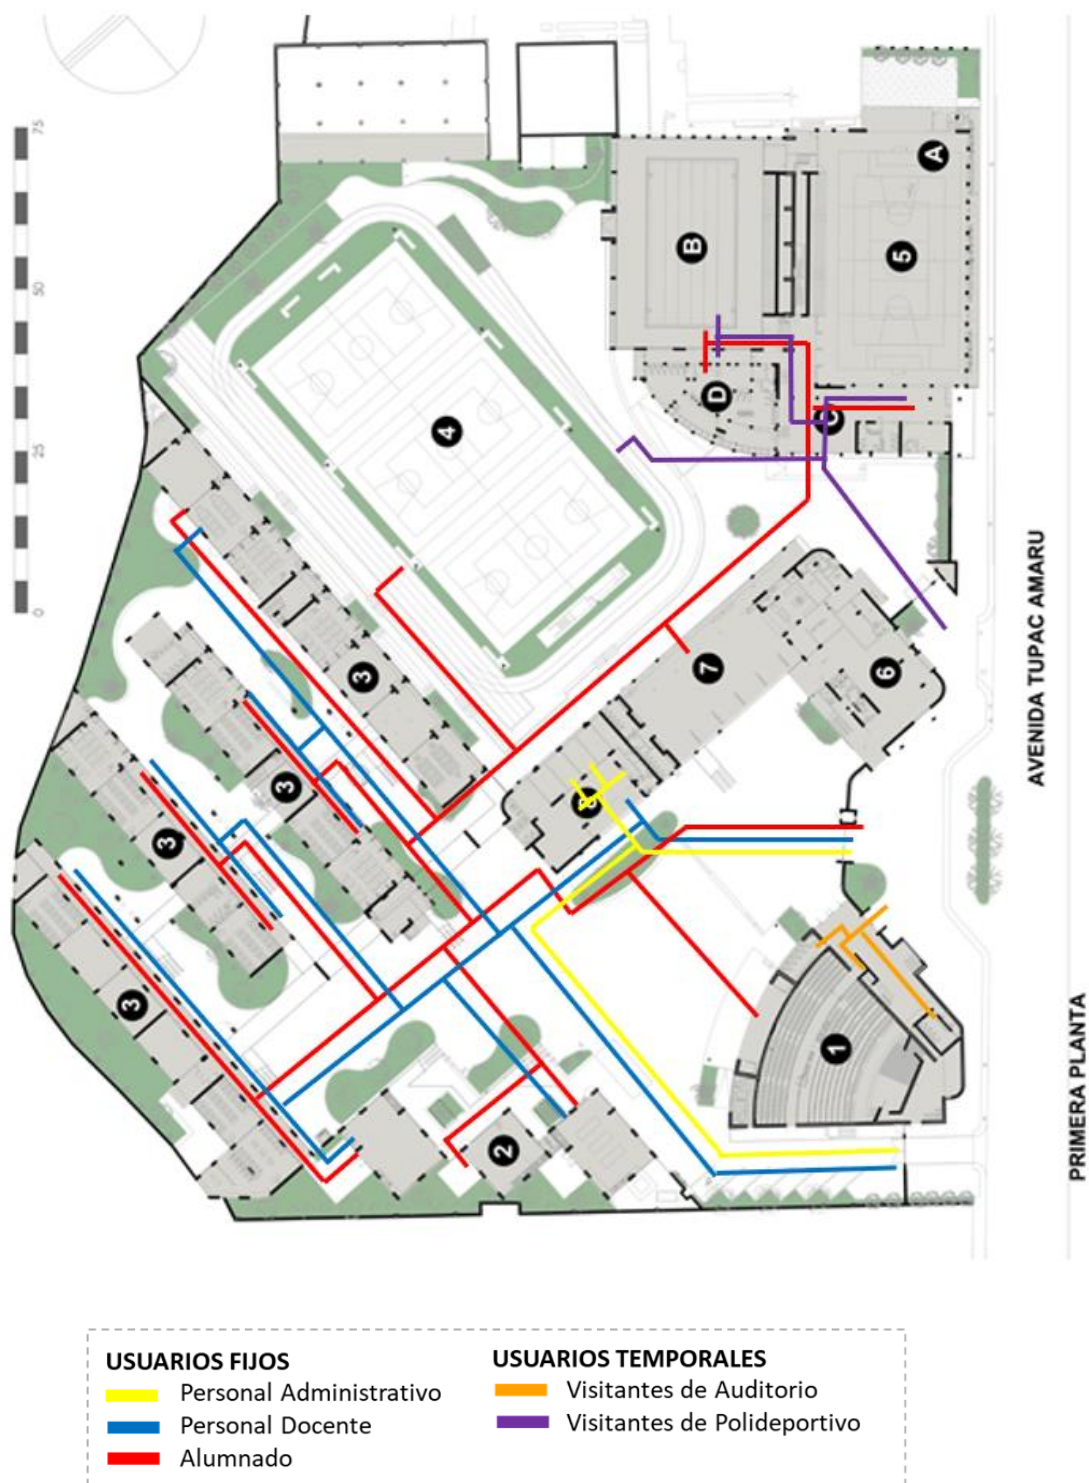 75
50
25
0
A
B
5
D
C
4
3
7
6
3
8
3
3
1
2
AVENIDA TUPAC AMARU
PRIMERA PLANTA
USUARIOS FIJOS
Personal Administrativo
Personal Docente
Alumnado
USUARIOS TEMPORALES
Visitantes de Auditorio
Visitantes de Polideportivo